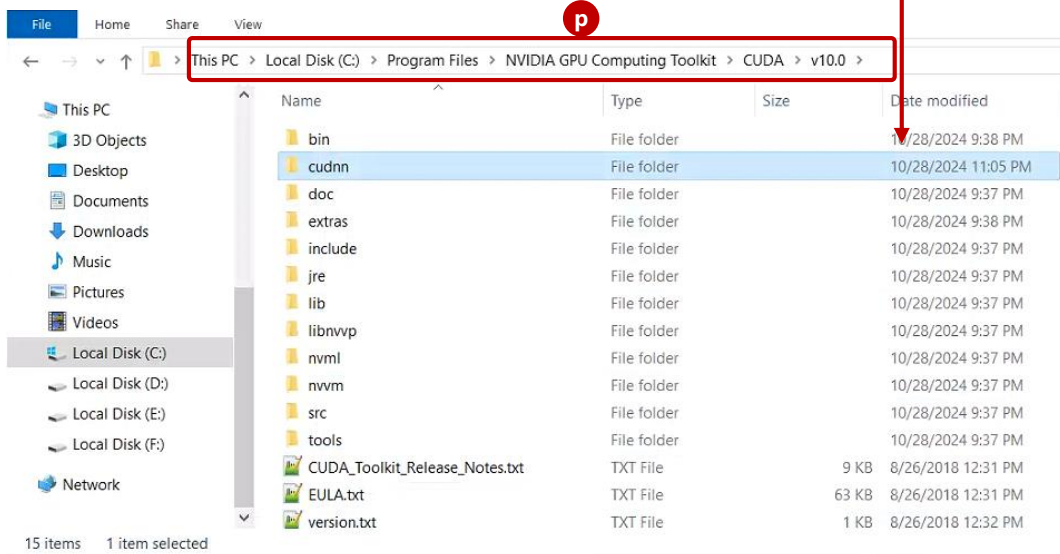 p
File Home Share View
This PC > Local Disk (C:) > Program Files > NVIDIA GPU Computing Toolkit > CUDA > v10.0 >
Name Type Size Date modified
This PC
3D Objects
Desktop
Documents
Downloads
Music
Pictures
Videos
Local Disk (C:)
Local Disk (D:)
Local Disk (E:)
Local Disk (F:)
Network
bin File folder 10/28/2024 9:38 PM
cudnn File folder 10/28/2024 11:05 PM
doc File folder 10/28/2024 9:37 PM
extras File folder 10/28/2024 9:38 PM
include File folder 10/28/2024 9:37 PM
jre File folder 10/28/2024 9:37 PM
lib File folder 10/28/2024 9:37 PM
libnvvp File folder 10/28/2024 9:37 PM
nvml File folder 10/28/2024 9:37 PM
nvvm File folder 10/28/2024 9:37 PM
src File folder 10/28/2024 9:37 PM
tools File folder 10/28/2024 9:37 PM
CUDA_Toolkit_Release_Notes.txt TXT File 9 KB 8/26/2018 12:31 PM
EULA.txt TXT File 63 KB 8/26/2018 12:31 PM
version.txt TXT File 1 KB 8/26/2018 12:32 PM
15 items 1 item selected